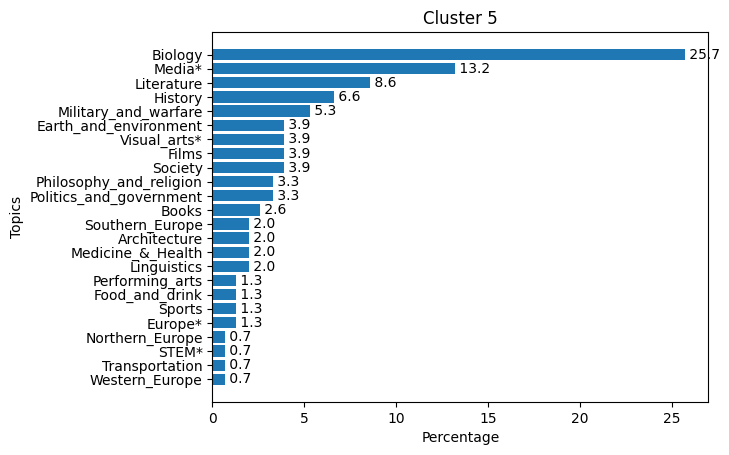 Cluster 5
Topics
Biology 25.7
Media* 13.2
Literature 8.6
History 6.6
Military_and_warfare 5.3
Earth_and_environment 3.9
Visual_arts* 3.9
Films 3.9
Society 3.9
Philosophy_and_religion 3.3
Politics_and_government 3.3
Books 2.6
Southern_Europe 2.0
Architecture 2.0
Medicine_&_Health 2.0
Linguistics 2.0
Performing_arts 1.3
Food_and_drink 1.3
Sports 1.3
Europe* 1.3
Northern_Europe 0.7
STEM* 0.7
Transportation 0.7
Western_Europe 0.7
0 5 10 15 20 25
Percentage